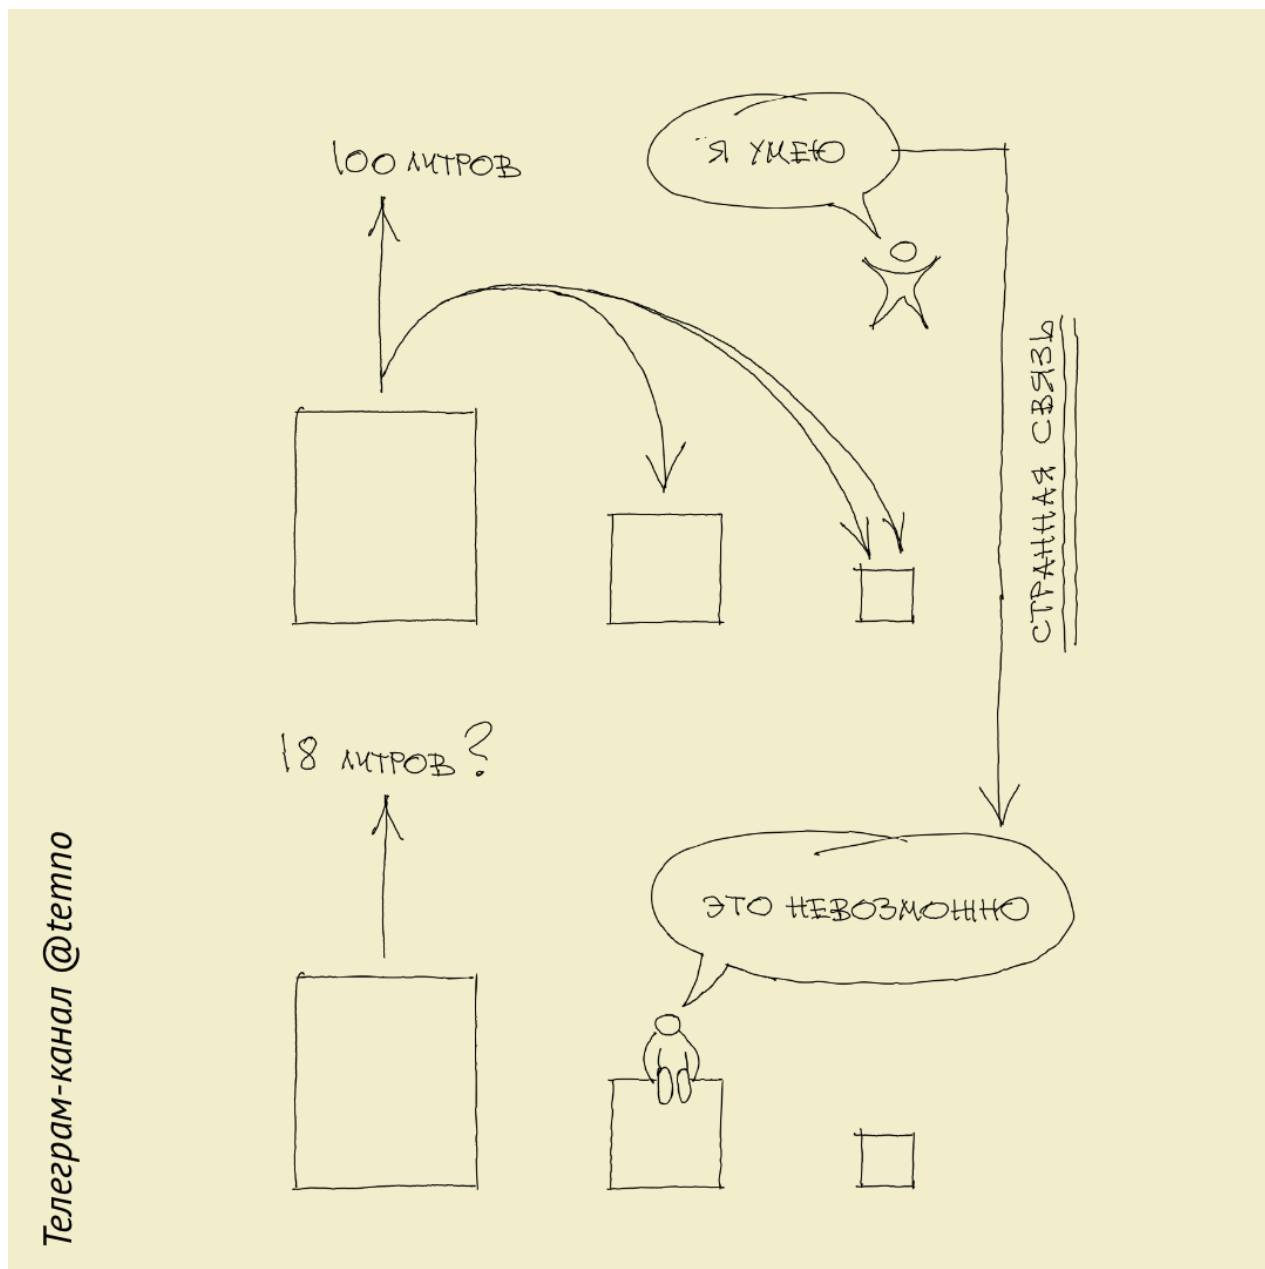 100 ЛИТРОВ
Я УМЕЮ
СТРАННАЯ СВЯЗЬ
18 ЛИТРОВ?
ЭТО НЕВОЗМОЖНО
Телеграм-канал @temno